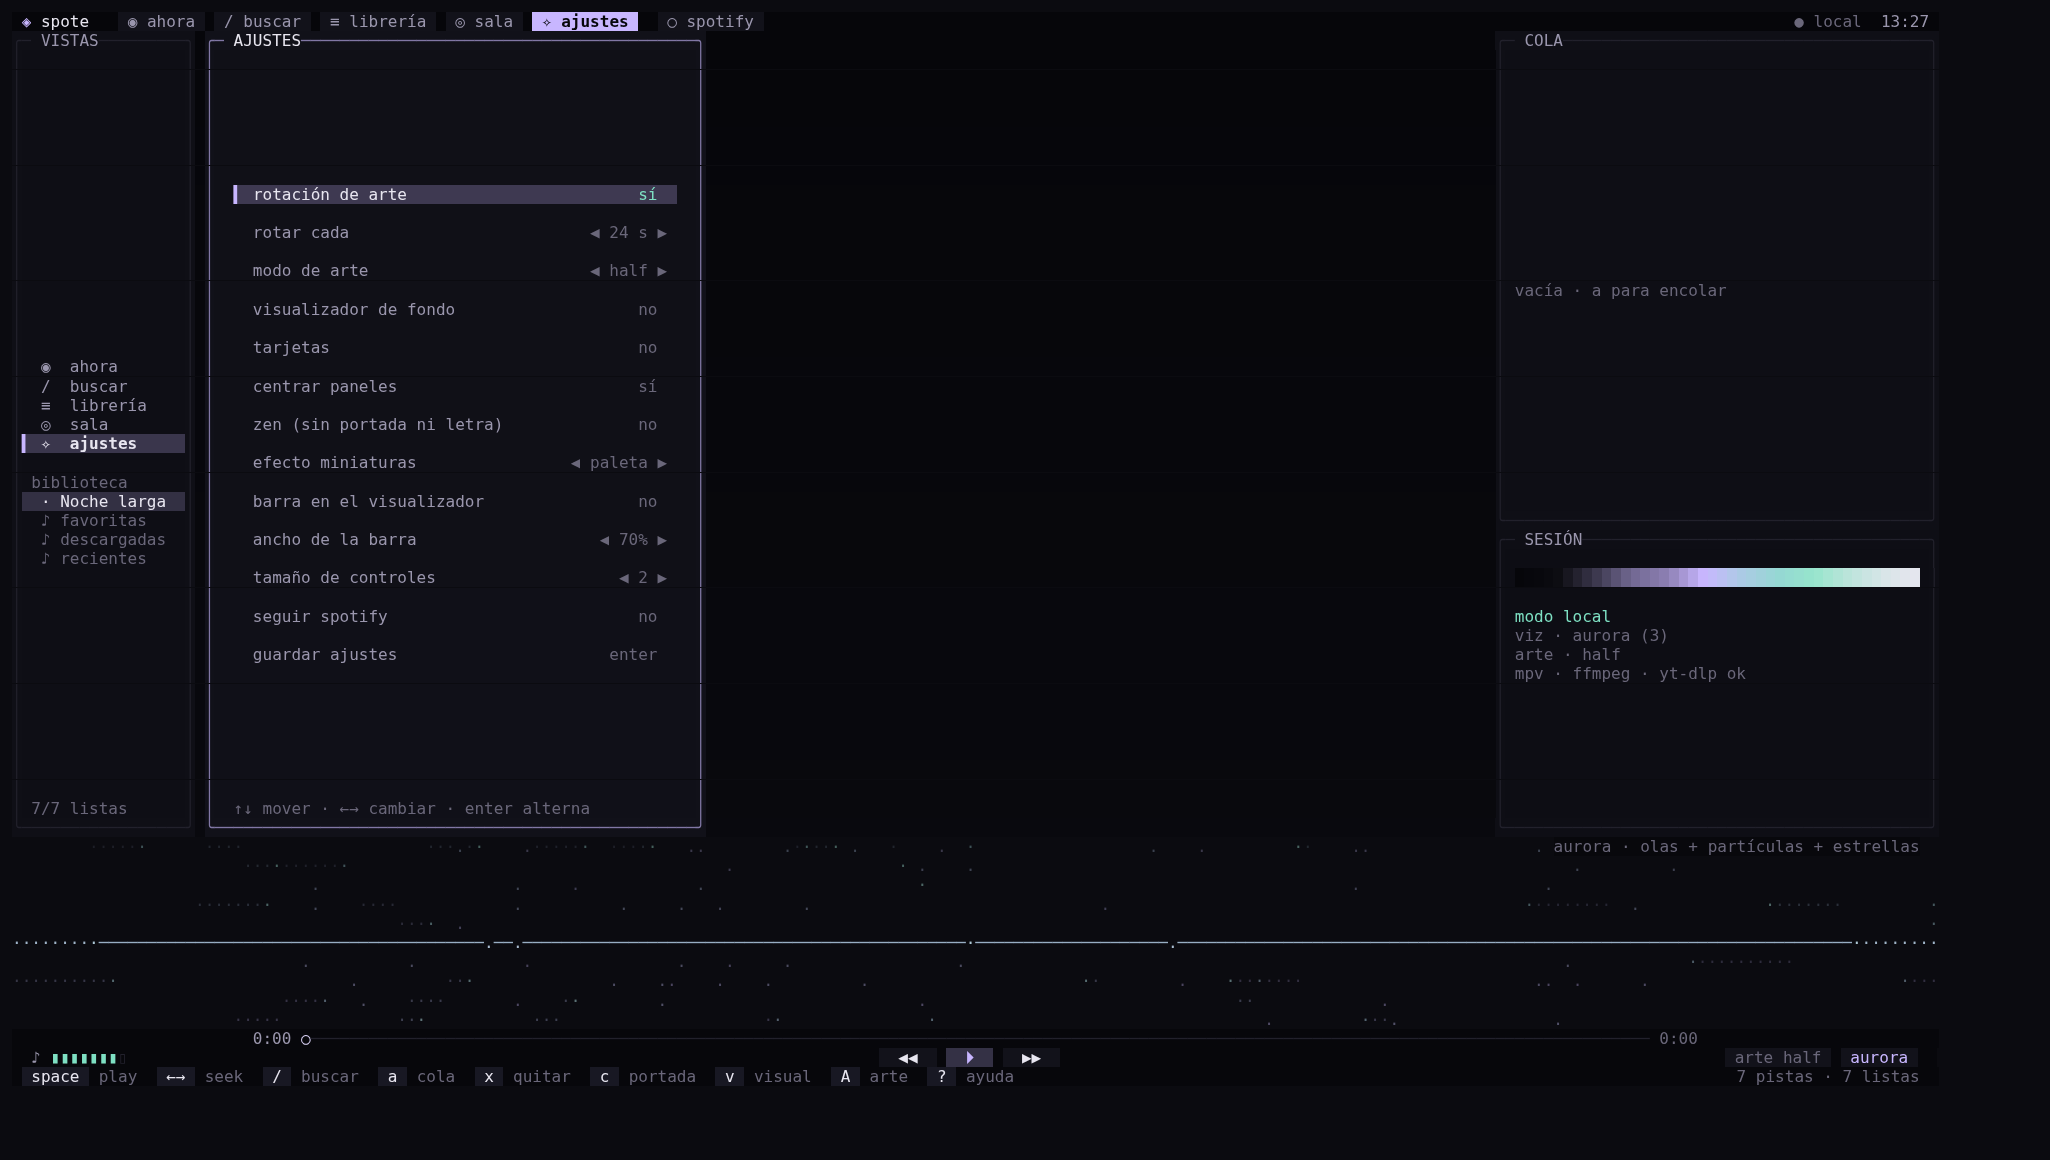 ◈ spote ◉ ahora / buscar ≡ librería ◎ sala ✧ ajustes ○ spotify ● local 13:27
VISTAS
◉ ahora
/ buscar
≡ librería
◎ sala
✧ ajustes
biblioteca
· Noche larga
♪ favoritas
♪ descargadas
♪ recientes
7/7 listas
AJUSTES
rotación de arte sí
rotar cada ◀ 24 s ▶
modo de arte ◀ half ▶
visualizador de fondo no
tarjetas no
centrar paneles sí
zen (sin portada ni letra) no
efecto miniaturas ◀ paleta ▶
barra en el visualizador no
ancho de la barra ◀ 70% ▶
tamaño de controles ◀ 2 ▶
seguir spotify no
guardar ajustes enter
↑↓ mover · ←→ cambiar · enter alterna
COLA
vacía · a para encolar
SESIÓN
modo local
viz · aurora (3)
arte · half
mpv · ffmpeg · yt-dlp ok
aurora · olas + partículas + estrellas
0:00 0:00
♪ ◀◀ ▶▶ arte half aurora
space play ←→ seek / buscar a cola x quitar c portada v visual A arte ? ayuda 7 pistas · 7 listas